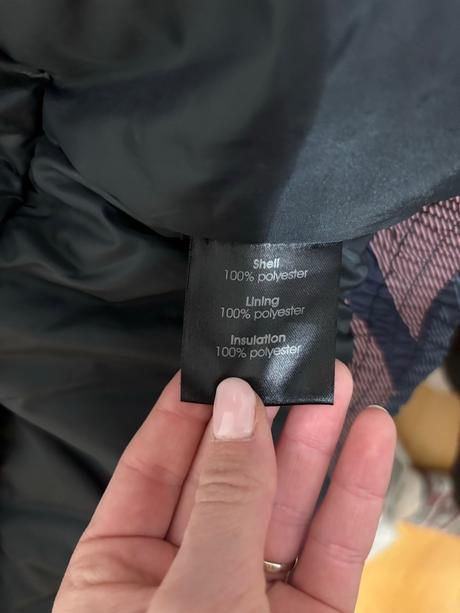 Shell
100% polyester
Lining
100% polyester
Insulation
100% polyester